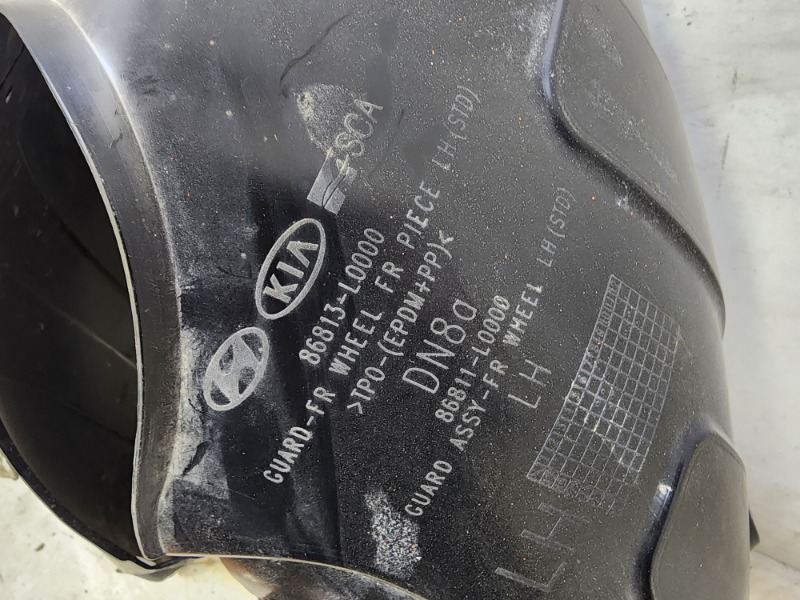 SCA
KIA
86813-L0000
GUARD-FR WHEEL FR PIECE LH (STD)
>TPO-(EPDM+PP)<
DN8a
86811-L0000
GUARD ASSY-FR WHEEL LH (STD)
LH
LH